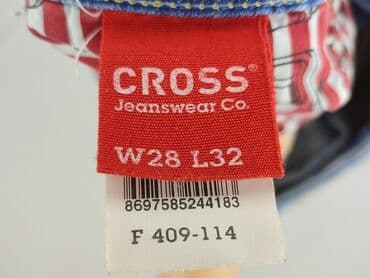 CROSS®
Jeanswear Co.
W28 L32
8697585244183
F 409-114